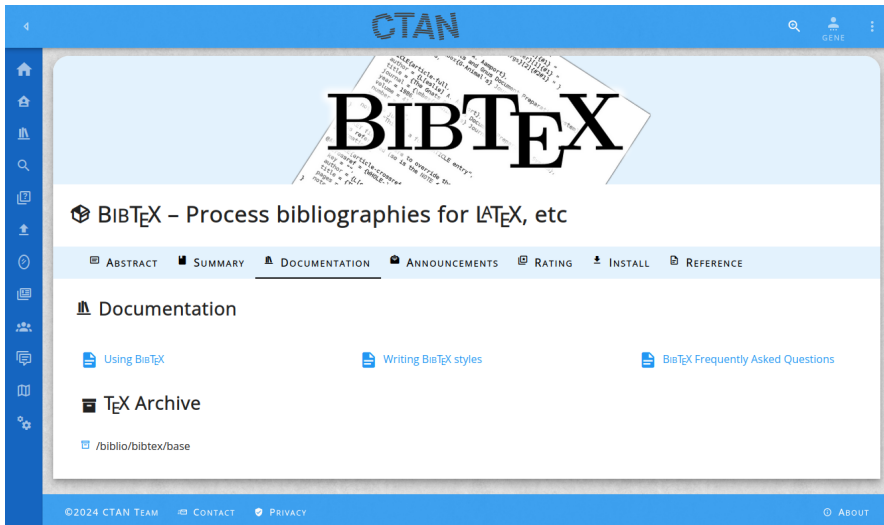 CTAN
GENE
BIBTEX
BIBTEX – Process bibliographies for LATEX, etc
ABSTRACT SUMMARY DOCUMENTATION ANNOUNCEMENTS RATING INSTALL REFERENCE
Documentation
Using BIBTEX Writing BIBTEX styles BIBTEX Frequently Asked Questions
TEX Archive
/biblio/bibtex/base
©2024 CTAN TEAM CONTACT PRIVACY ABOUT